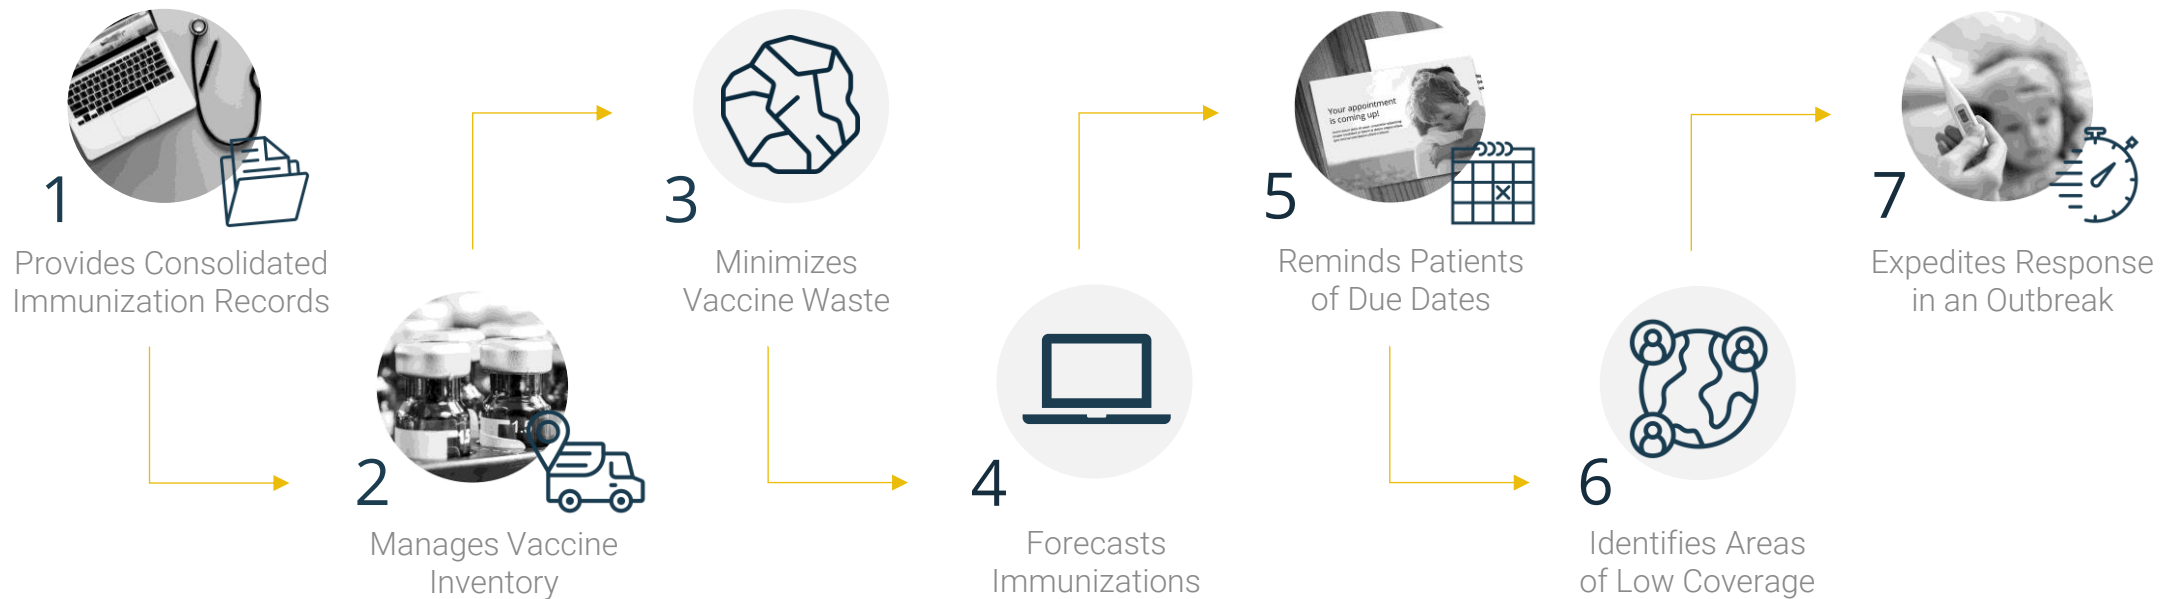 1
Provides Consolidated
Immunization Records
2
Manages Vaccine
Inventory
3
Minimizes
Vaccine Waste
4
Forecasts
Immunizations
5
Your appointment
is coming up!
Reminds Patients
of Due Dates
6
Identifies Areas
of Low Coverage
7
Expedites Response
in an Outbreak